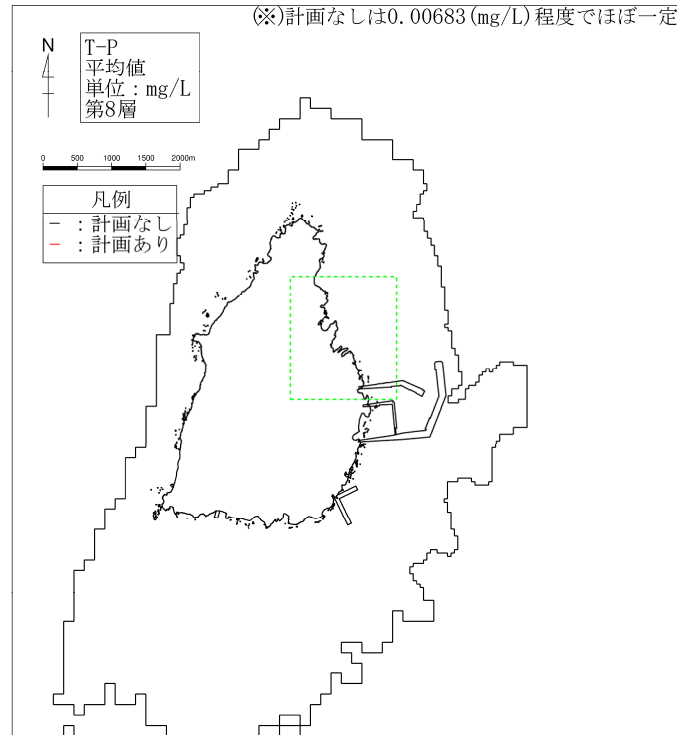 (※)計画なしは0.00683(mg/L)程度でほぼ一定
N
T-P
平均値
単位：mg/L
第8層
0 500 1000 1500 2000m
凡例
－ ：計画なし
－ ：計画あり